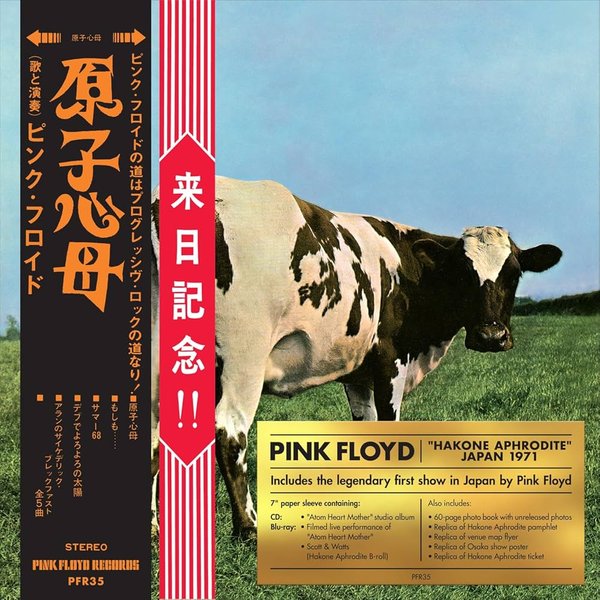 原子心母
ピンク・フロイドの道はプログレッシヴ・ロックの道なり！
原子心母
（歌と演奏）ピンク・フロイド
■原子心母
■もしも……
■サマー68
■デブでよろよろの太陽
■アランのサイケデリック・
ブレックファスト
全5曲
STEREO
PINK FLOYD RECORDS
PFR35
来日記念!!
PINK FLOYD | "HAKONE APHRODITE"
JAPAN 1971
Includes the legendary first show in Japan by Pink Floyd
7" paper sleeve containing:
CD: • "Atom Heart Mother" studio album
Blu-ray: • Filmed live performance of
"Atom Heart Mother"
• Scott & Watts
(Hakone Aphrodite B-roll)
Also includes:
• 60-page photo book with unreleased photos
• Replica of Hakone Aphrodite pamphlet
• Replica of venue map flyer
• Replica of Osaka show poster
• Replica of Hakone Aphrodite ticket
PFR35